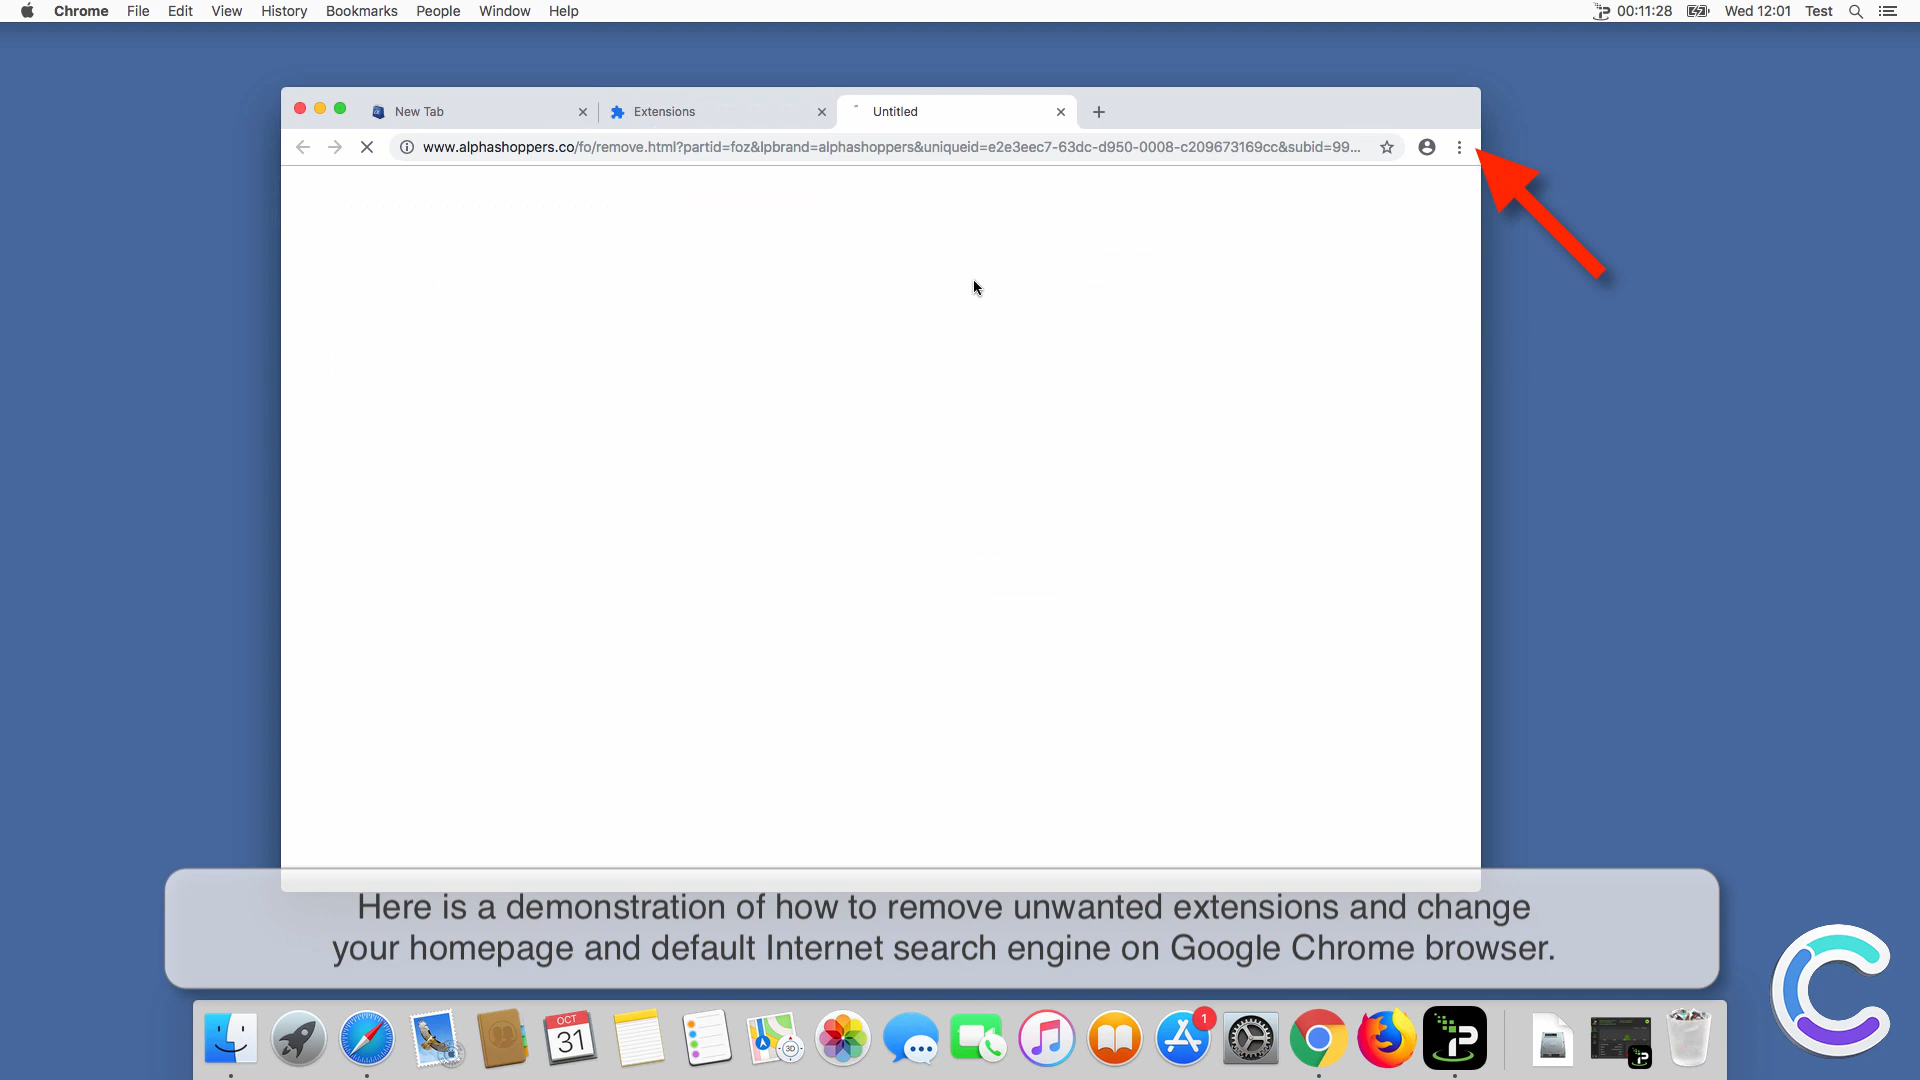 Chrome File Edit View History Bookmarks People Window Help
00:11:28 Wed 12:01 Test
New Tab
Extensions
Untitled
www.alphashoppers.co/fo/remove.html?partid=foz&lpbrand=alphashoppers&uniqueid=e2e3eec7-63dc-d950-0008-c209673169cc&subid=99...
Here is a demonstration of how to remove unwanted extensions and change
your homepage and default Internet search engine on Google Chrome browser.
OCT
31
3D
1